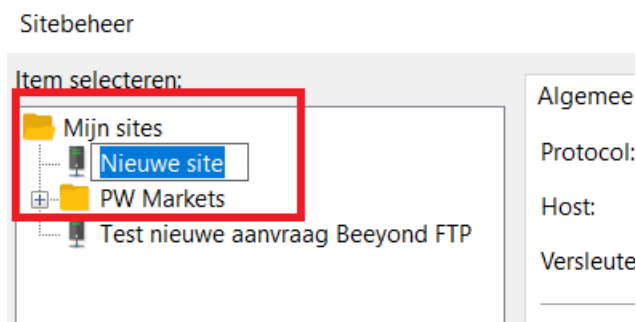 Sitebeheer
Item selecteren:
Mijn sites
Nieuwe site
PW Markets
Test nieuwe aanvraag Beeyond FTP
Algemee
Protocol:
Host:
Versleute